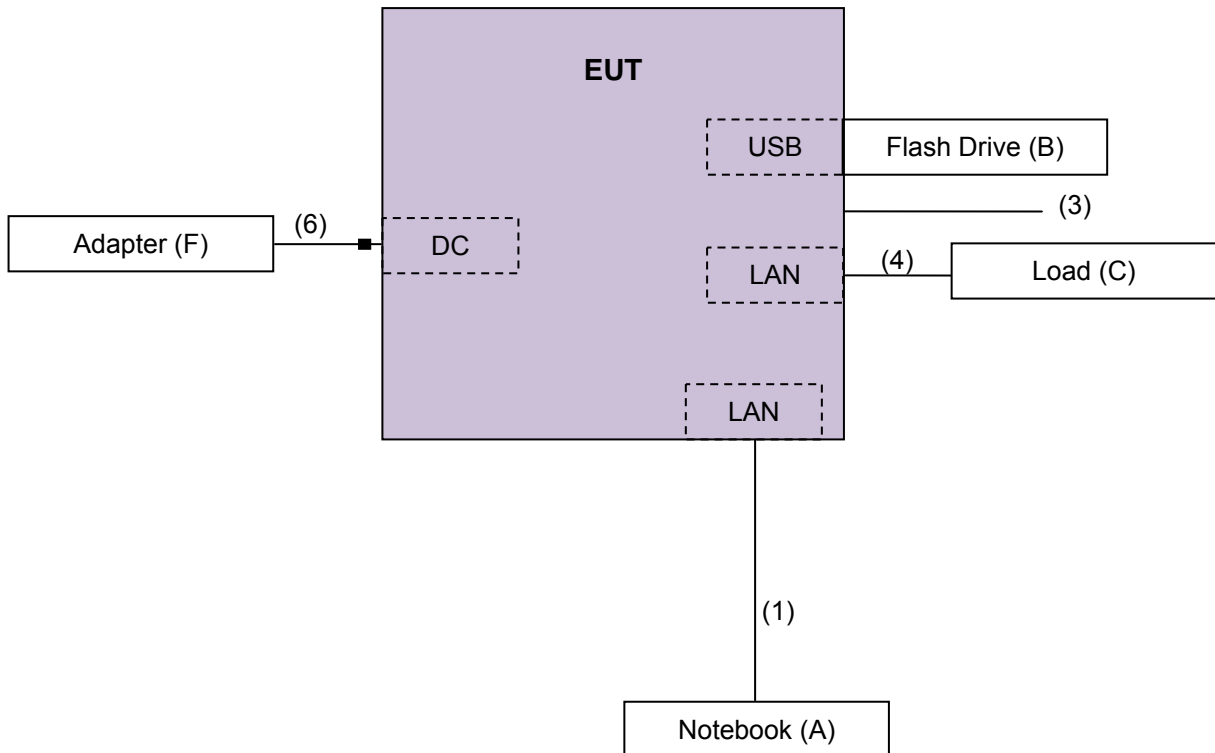 EUT
USB
Flash Drive (B)
(3)
(6)
Adapter (F)
DC
LAN
(4)
Load (C)
LAN
(1)
Notebook (A)